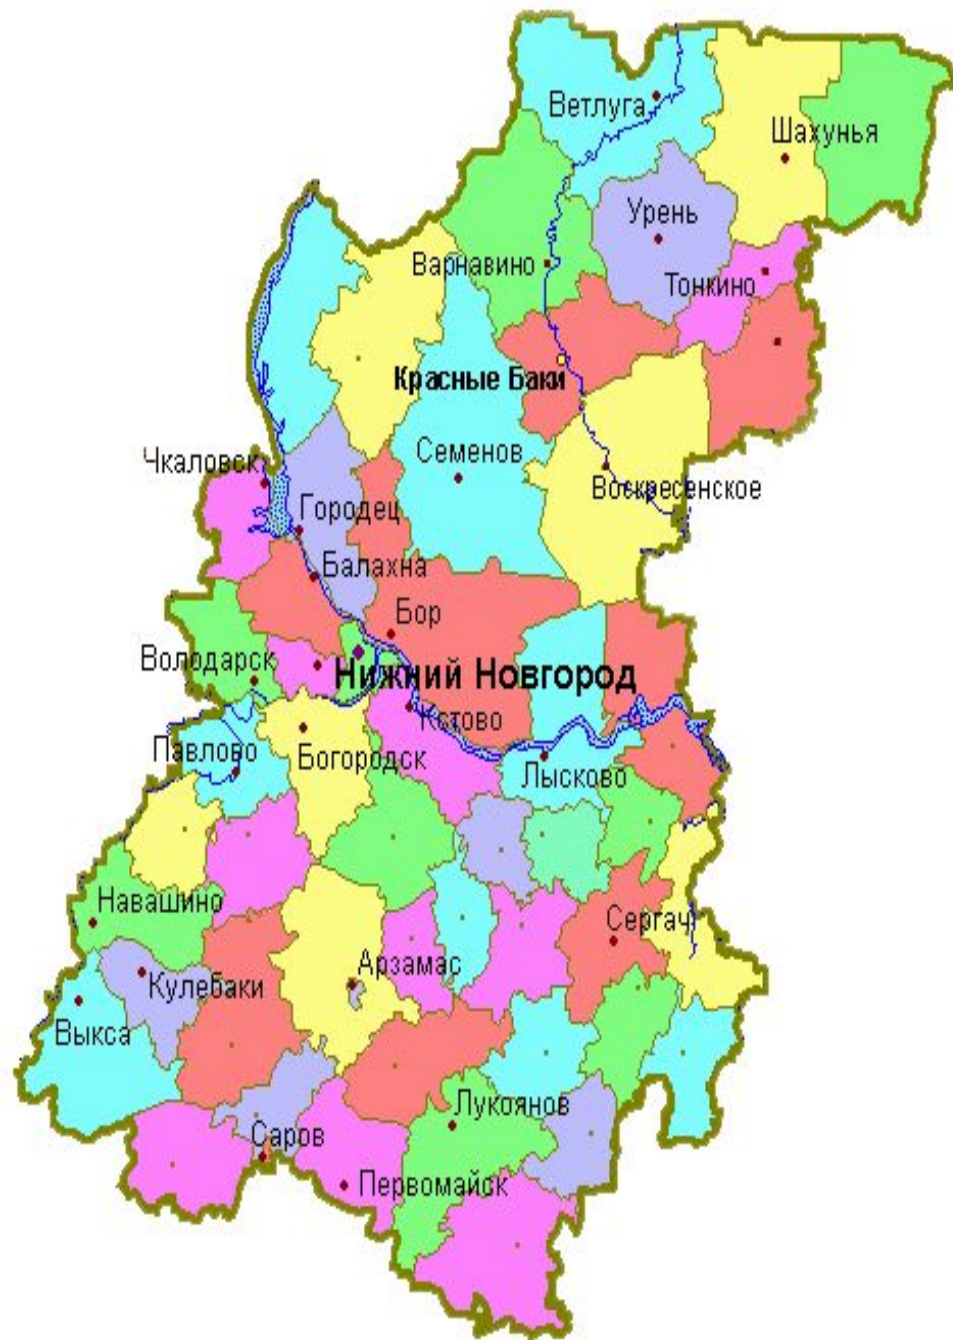 Ветлуга
Шахунья
Урень
Варнавино
Тонкино
Красные Баки
Семенов
Чкаловск
Воскресенское
Городец
Балахна
Бор
Володарск
Нижний Новгород
Кстово
Павлово
Богородск
Лысково
Навашино
Сергач
Арзамас
Кулебаки
Выкса
Лукоянов
Саров
Первомайск